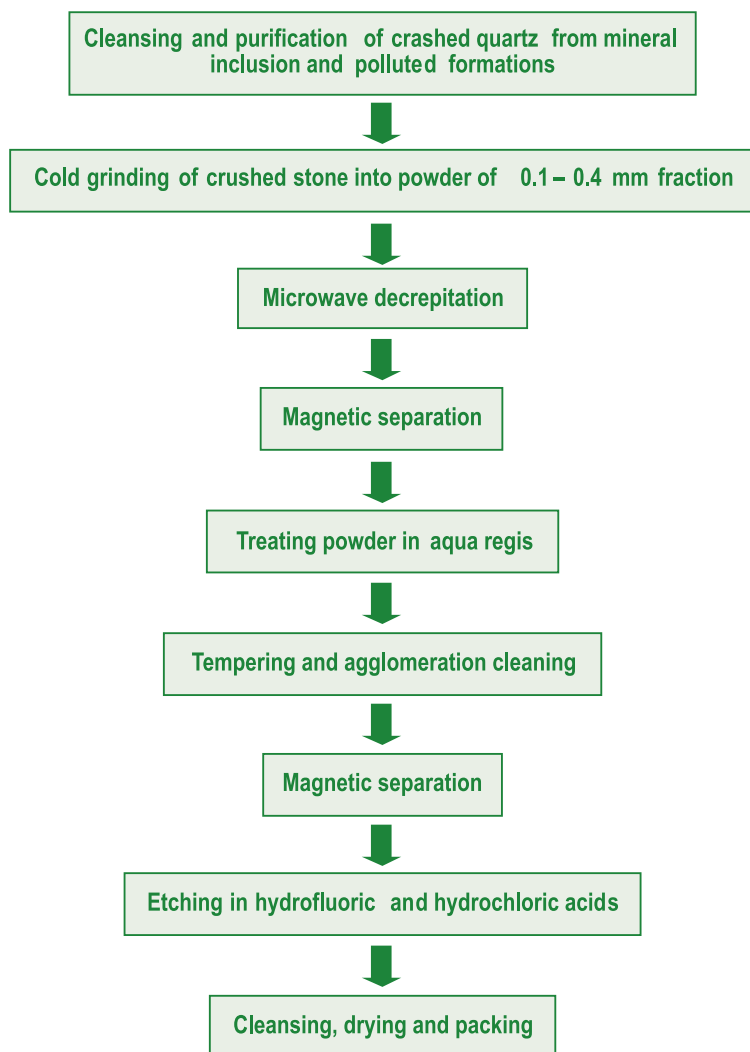 Cleansing and purification of crashed quartz from mineral
inclusion and polluted formations
Cold grinding of crushed stone into powder of 0.1 – 0.4 mm fraction
Microwave decrepitation
Magnetic separation
Treating powder in aqua regis
Tempering and agglomeration cleaning
Magnetic separation
Etching in hydrofluoric and hydrochloric acids
Cleansing, drying and packing